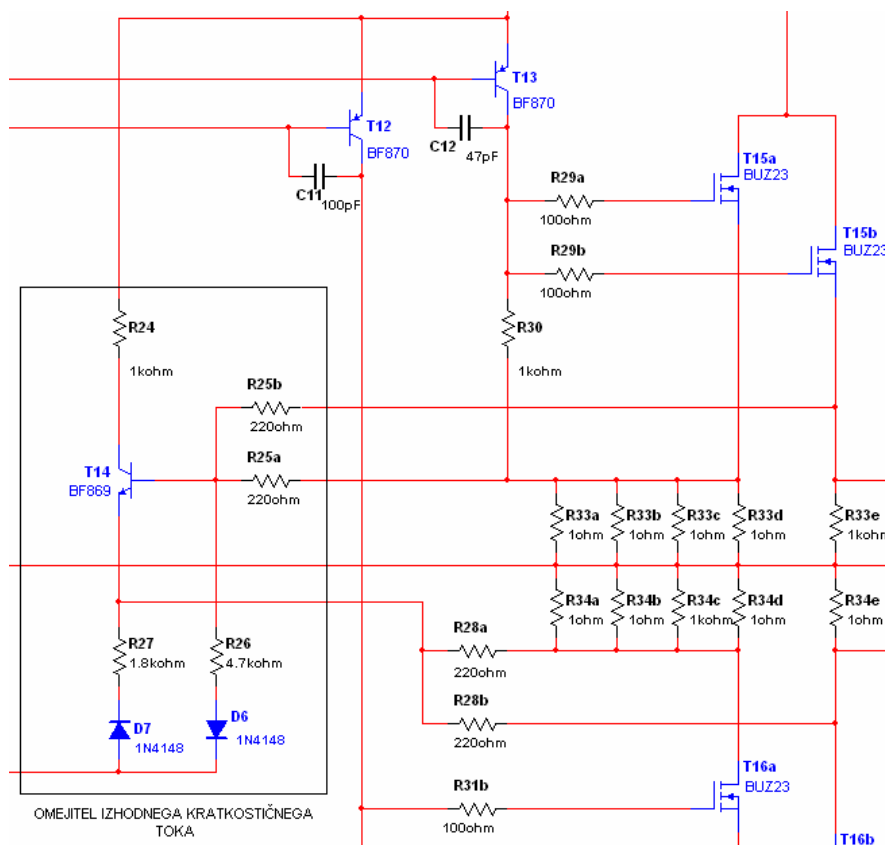 T13
BF870
T12
BF870
C12
47pF
C11
100pF
T15a
BUZ23
R29a
100ohm
T15b
BUZ23
R29b
100ohm
R24
1kohm
R30
1kohm
R25b
220ohm
T14
BF869
R25a
220ohm
R33a
1ohm
R33b
1ohm
R33c
1ohm
R33d
1ohm
R33e
1kohm
R34a
1ohm
R34b
1ohm
R34c
1kohm
R34d
1ohm
R34e
1ohm
R28a
220ohm
R27
1.8kohm
R26
4.7kohm
R28b
220ohm
D7
1N4148
D6
1N4148
T16a
BUZ23
R31b
100ohm
OMEJITEL IZHODNEGA KRATKOSTIČNEGA
TOKA
T16b